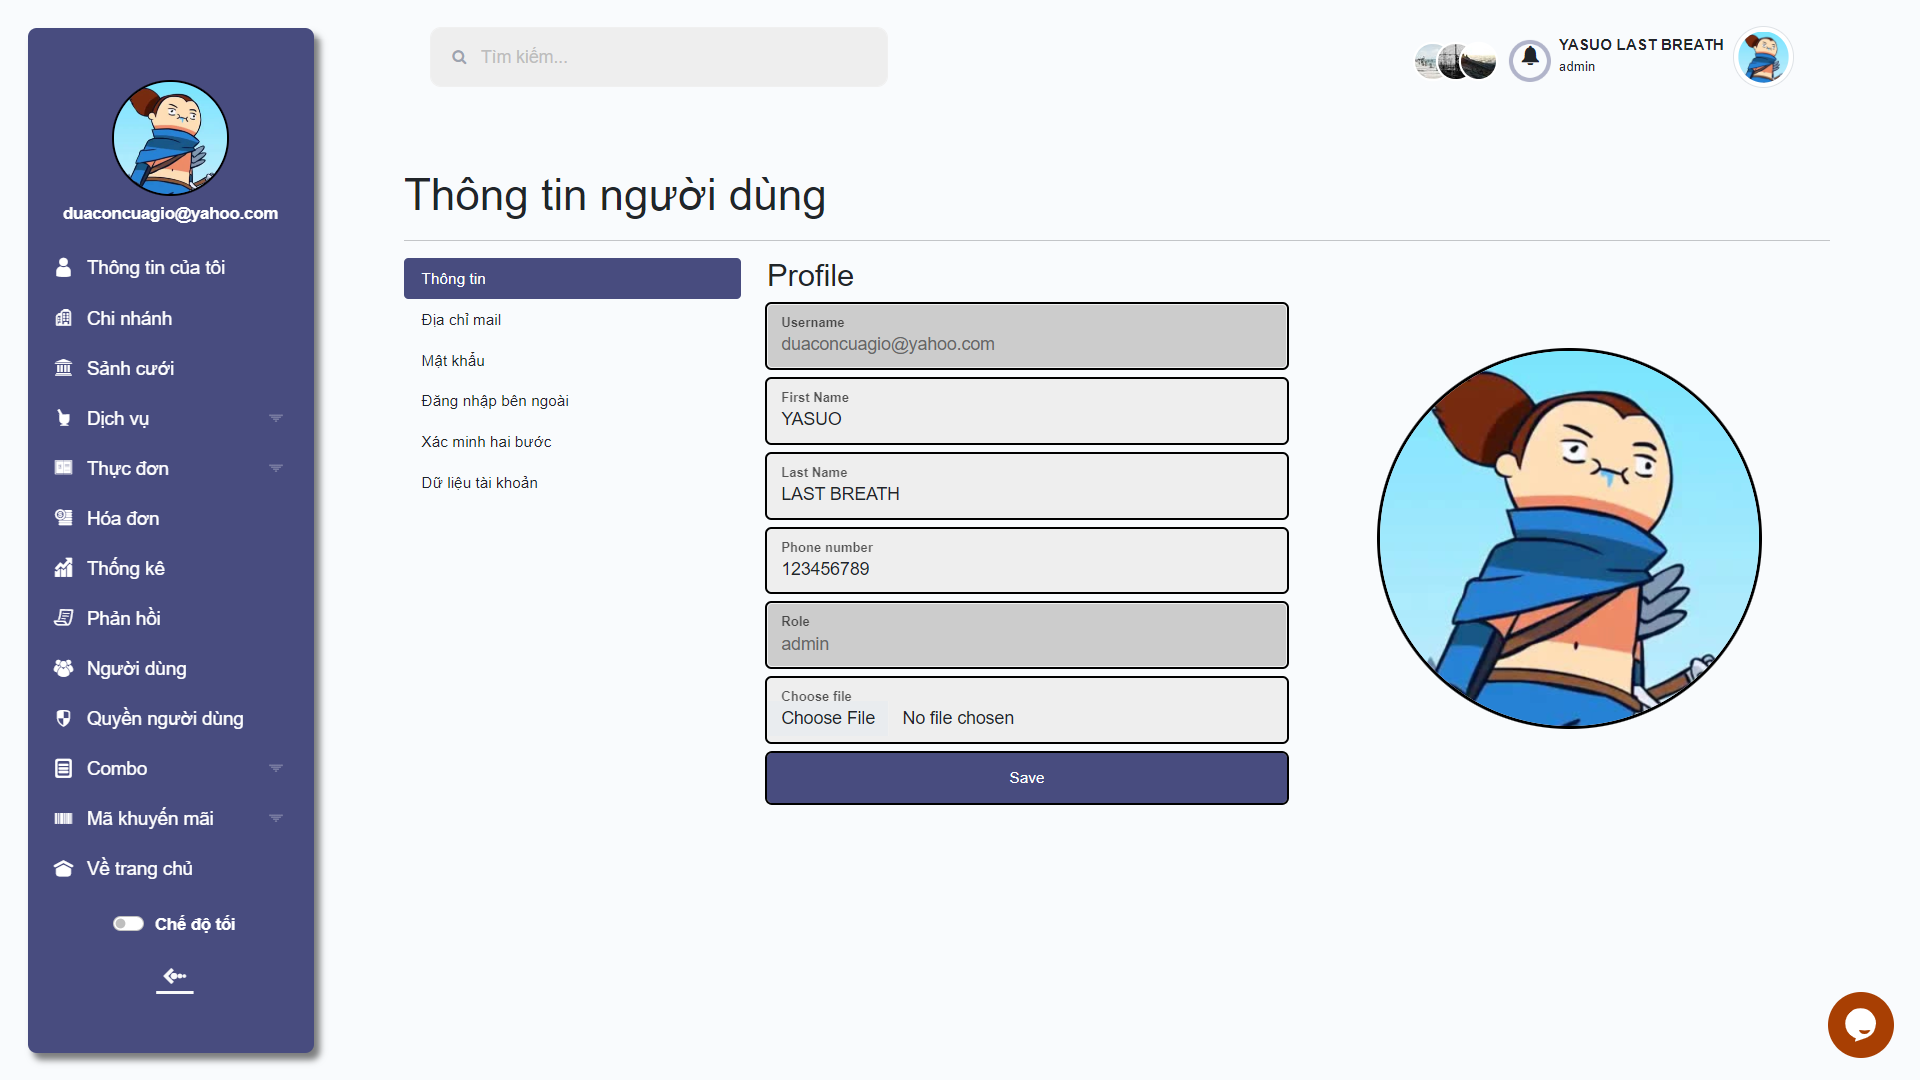 duaconcuagio@yahoo.com
Thông tin của tôi
Chi nhánh
Sảnh cưới
Dịch vụ
Thực đơn
Hóa đơn
Thống kê
Phản hồi
Người dùng
Quyền người dùng
Combo
Mã khuyến mãi
Về trang chủ
Chế độ tối
Tìm kiếm...
YASUO LAST BREATH
admin
Thông tin người dùng
Thông tin
Địa chỉ mail
Mật khẩu
Đăng nhập bên ngoài
Xác minh hai bước
Dữ liệu tài khoản
Profile
Username
duaconcuagio@yahoo.com
First Name
YASUO
Last Name
LAST BREATH
Phone number
123456789
Role
admin
Choose file
Choose File No file chosen
Save